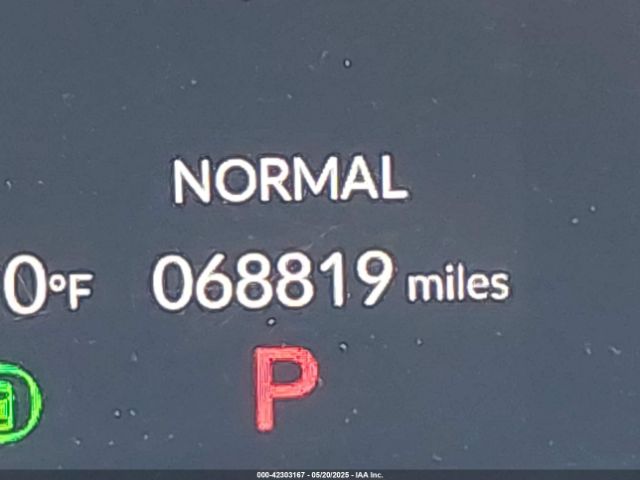 NORMAL
0°F 068819 miles
P
000-42303167 - 05/20/2025 - IAA Inc.